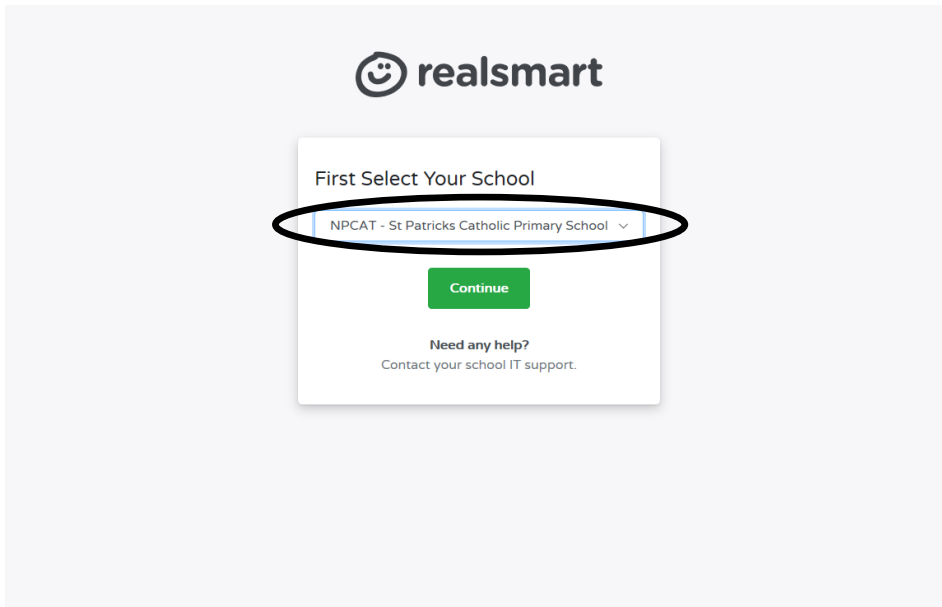 realsmart
First Select Your School
NPCAT - St Patricks Catholic Primary School
Continue
Need any help?
Contact your school IT support.